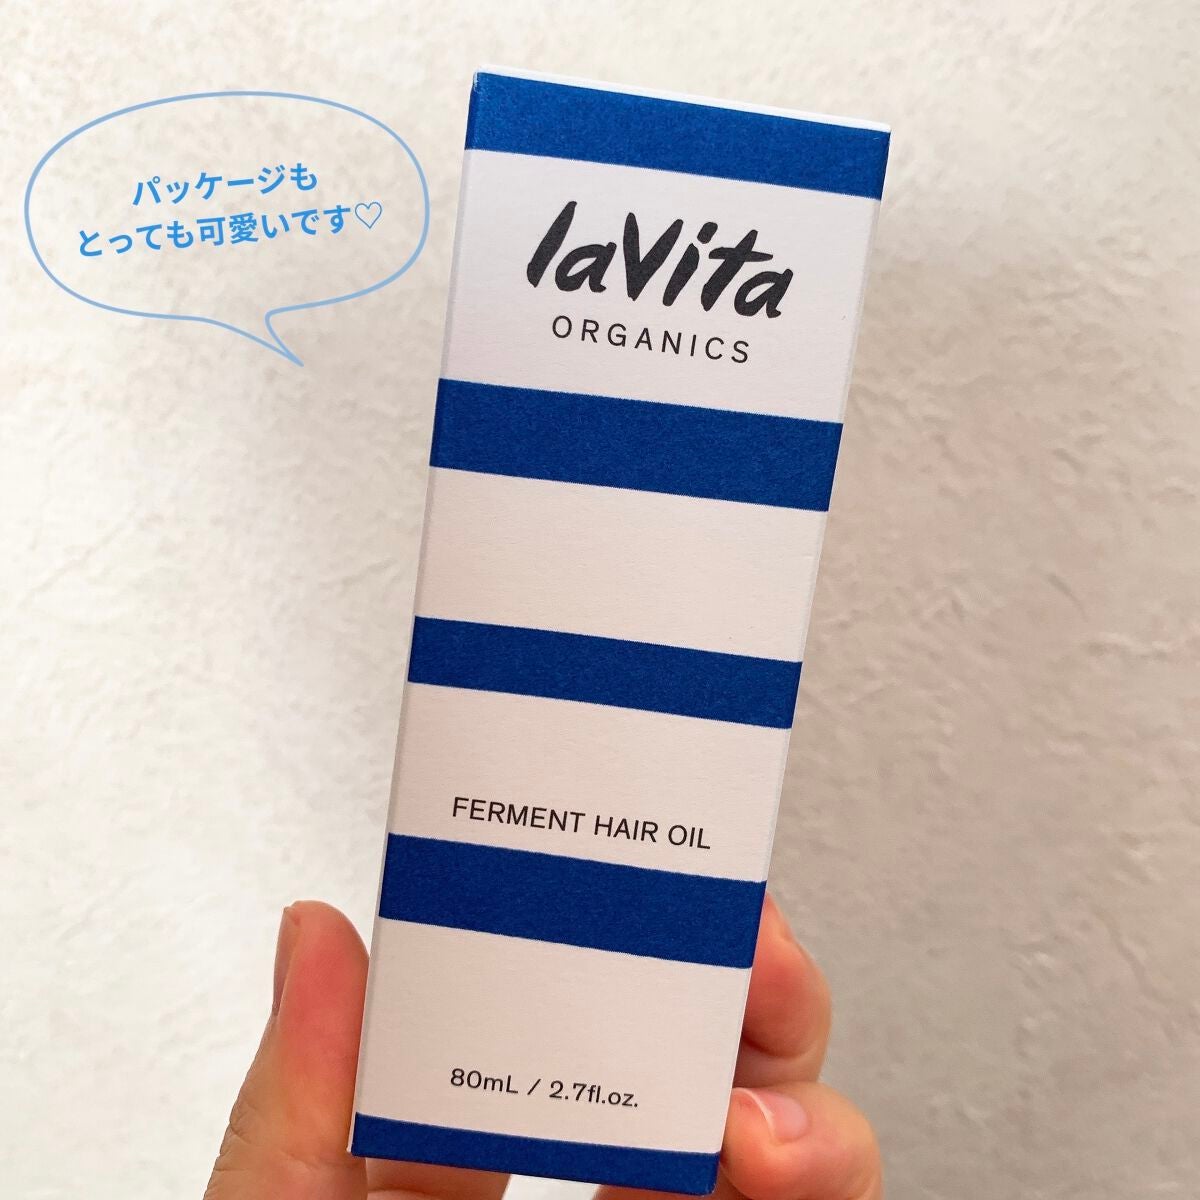 パッケージも
とっても可愛いです♡
laVita
ORGANICS
FERMENT HAIR OIL
80mL / 2.7fl.oz.